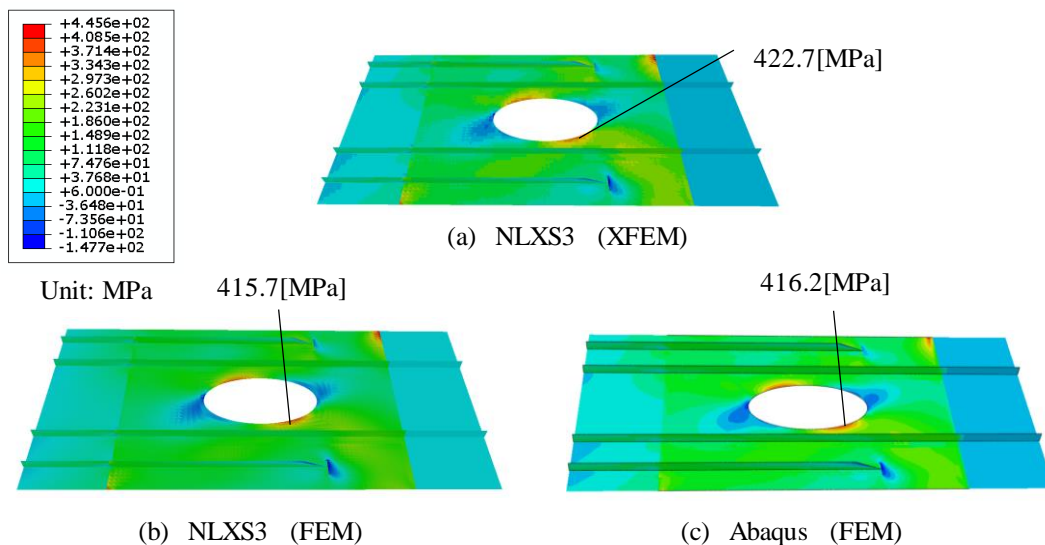 +4.456e+02
+4.085e+02
+3.714e+02
+3.343e+02
+2.973e+02
+2.602e+02
+2.231e+02
+1.860e+02
+1.489e+02
+1.118e+02
+7.476e+01
+3.768e+01
+6.000e-01
-3.648e+01
-7.356e+01
-1.106e+02
-1.477e+02
422.7[MPa]
(a) NLXS3 (XFEM)
Unit: MPa
415.7[MPa]
416.2[MPa]
(b) NLXS3 (FEM)
(c) Abaqus (FEM)